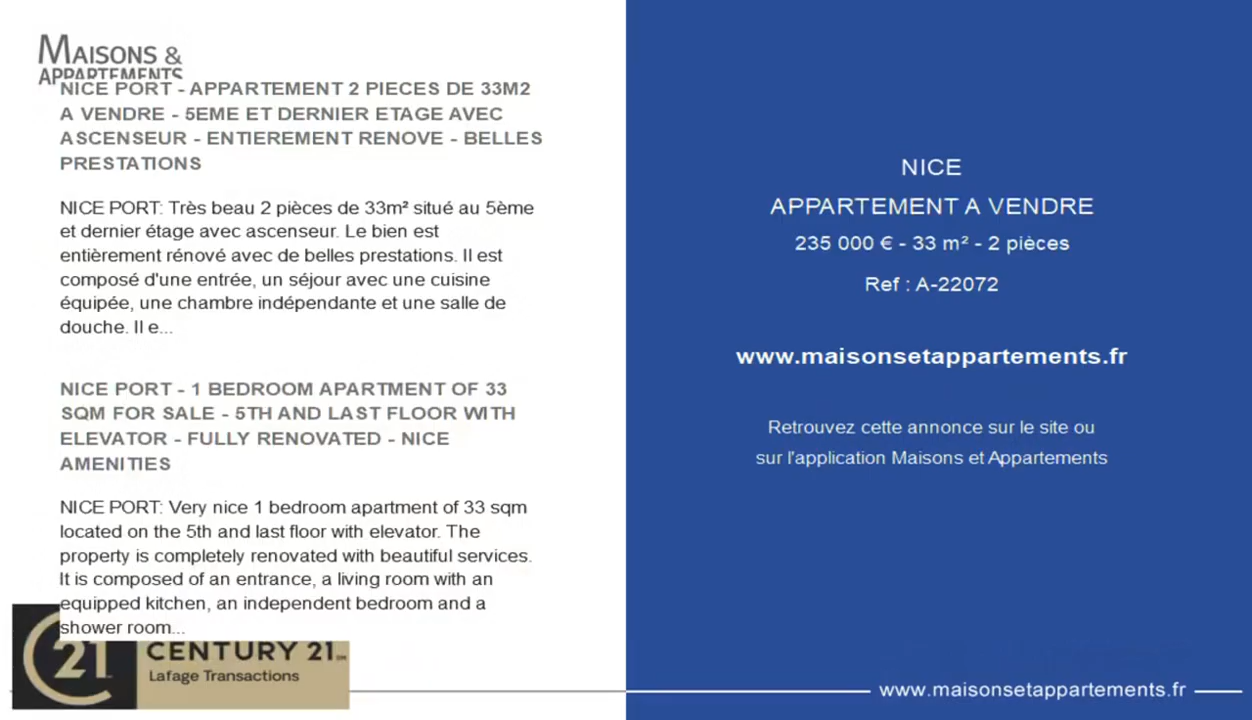 MAISONS &
APPARTEMENTS
NICE PORT - APPARTEMENT 2 PIECES DE 33M2
A VENDRE - 5EME ET DERNIER ETAGE AVEC
ASCENSEUR - ENTIEREMENT RENOVE - BELLES
PRESTATIONS
NICE PORT: Très beau 2 pièces de 33m² situé au 5ème
et dernier étage avec ascenseur. Le bien est
entièrement rénové avec de belles prestations. Il est
composé d'une entrée, un séjour avec une cuisine
équipée, une chambre indépendante et une salle de
douche. Il e...
NICE PORT - 1 BEDROOM APARTMENT OF 33
SQM FOR SALE - 5TH AND LAST FLOOR WITH
ELEVATOR - FULLY RENOVATED - NICE
AMENITIES
NICE PORT: Very nice 1 bedroom apartment of 33 sqm
located on the 5th and last floor with elevator. The
property is completely renovated with beautiful services.
It is composed of an entrance, a living room with an
equipped kitchen, an independent bedroom and a
shower room...
21
CENTURY 21
Lafage Transactions
NICE
APPARTEMENT A VENDRE
235 000 € - 33 m² - 2 pièces
Ref : A-22072
www.maisonsetappartements.fr
Retrouvez cette annonce sur le site ou
sur l'application Maisons et Appartements
www.maisonsetappartements.fr